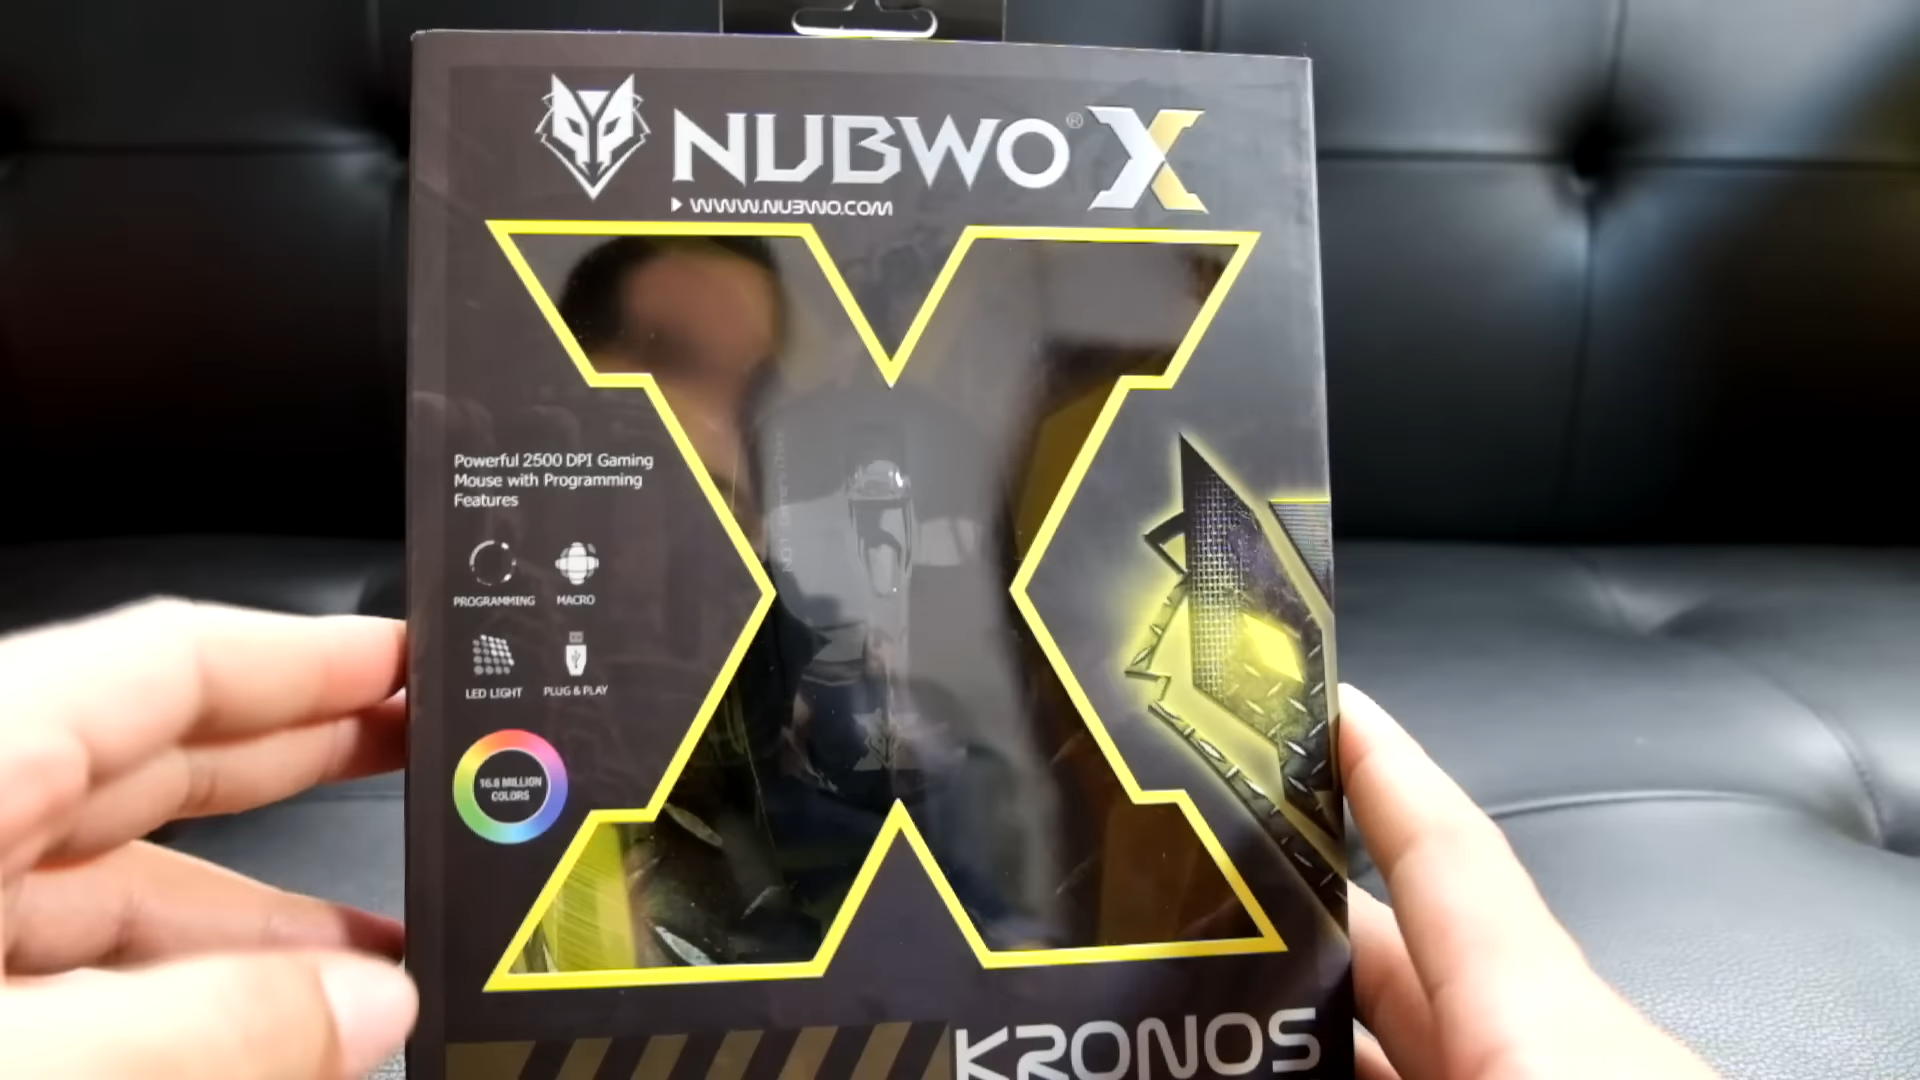 NUBWO® X
WWW.NUBWO.COM
Powerful 2500 DPI Gaming
Mouse with Programming
Features
PROGRAMMING MACRO
LED LIGHT PLUG & PLAY
16.8 MILLION
COLORS
KRONOS